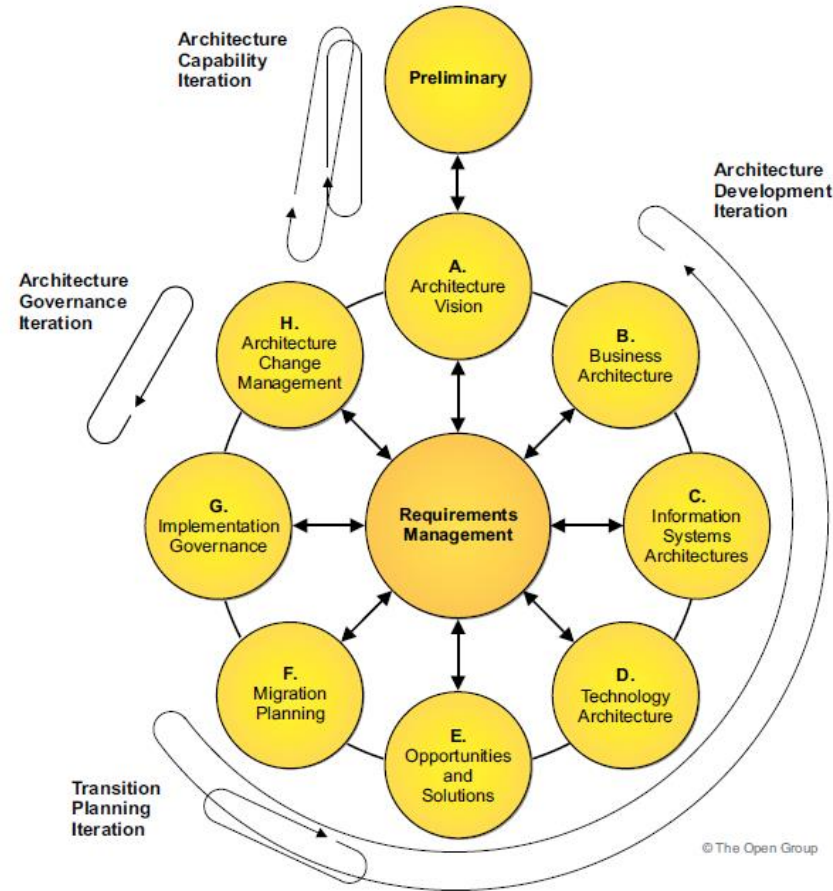 Architecture
Capability
Iteration
Preliminary
Architecture
Development
Iteration
A.
Architecture
Vision
Architecture
Governance
Iteration
H.
Architecture
Change
Management
B.
Business
Architecture
G.
Implementation
Governance
Requirements
Management
C.
Information
Systems
Architectures
F.
Migration
Planning
D.
Technology
Architecture
E.
Opportunities
and
Solutions
Transition
Planning
Iteration
© The Open Group